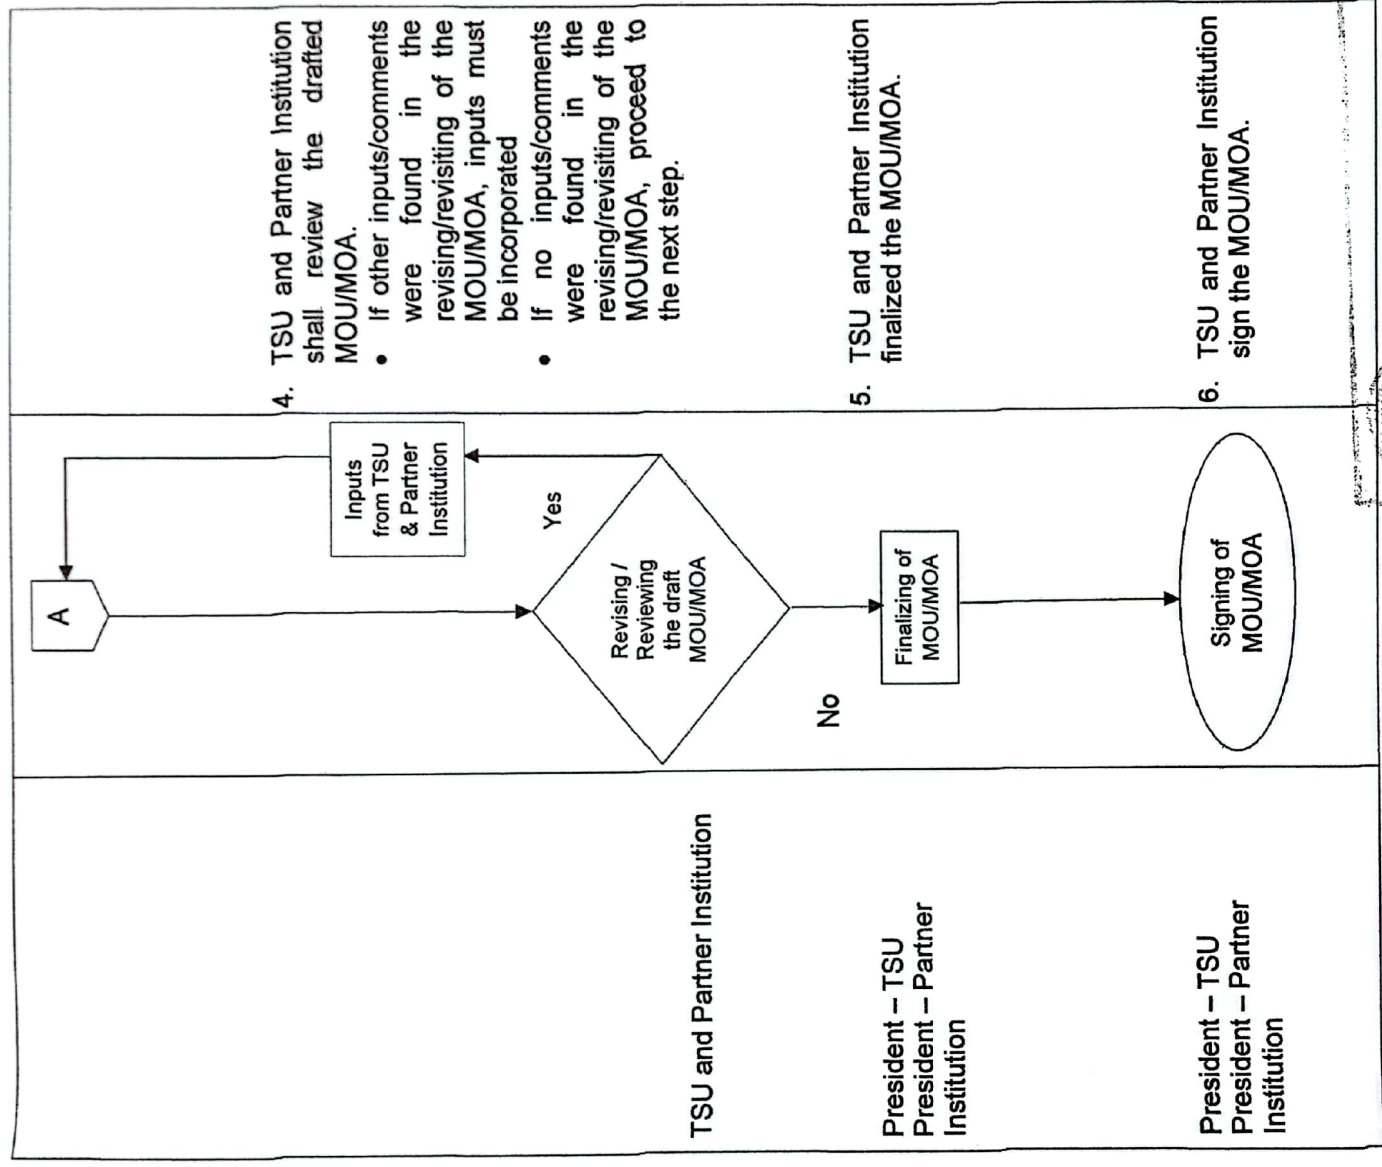 TSU and Partner Institution
President – TSU
President – Partner
Institution
President – TSU
President – Partner
Institution
A
Inputs
from TSU
& Partner
Institution
Yes
Revising /
Reviewing
the draft
MOU/MOA
No
Finalizing of
MOU/MOA
Signing of
MOU/MOA
4. TSU and Partner Institution
shall review the drafted
MOU/MOA.
• If other inputs/comments
were found in the
revising/revisiting of the
MOU/MOA, inputs must
be incorporated
• If no inputs/comments
were found in the
revising/revisiting of the
MOU/MOA, proceed to
the next step.
5. TSU and Partner Institution
finalized the MOU/MOA.
6. TSU and Partner Institution
sign the MOU/MOA.